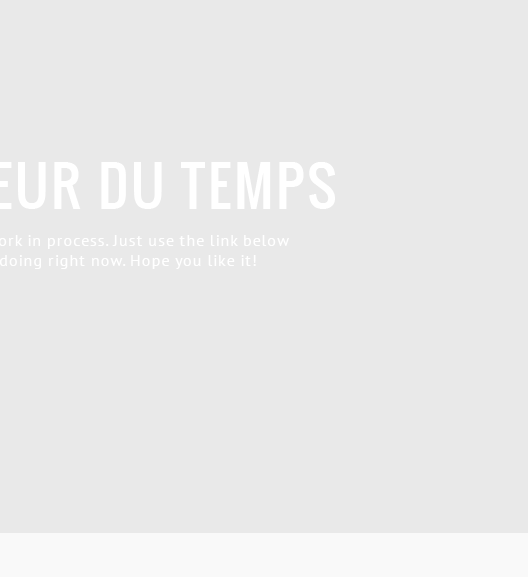 EUR DU TEMPS
ork in process. Just use the link below
doing right now. Hope you like it!